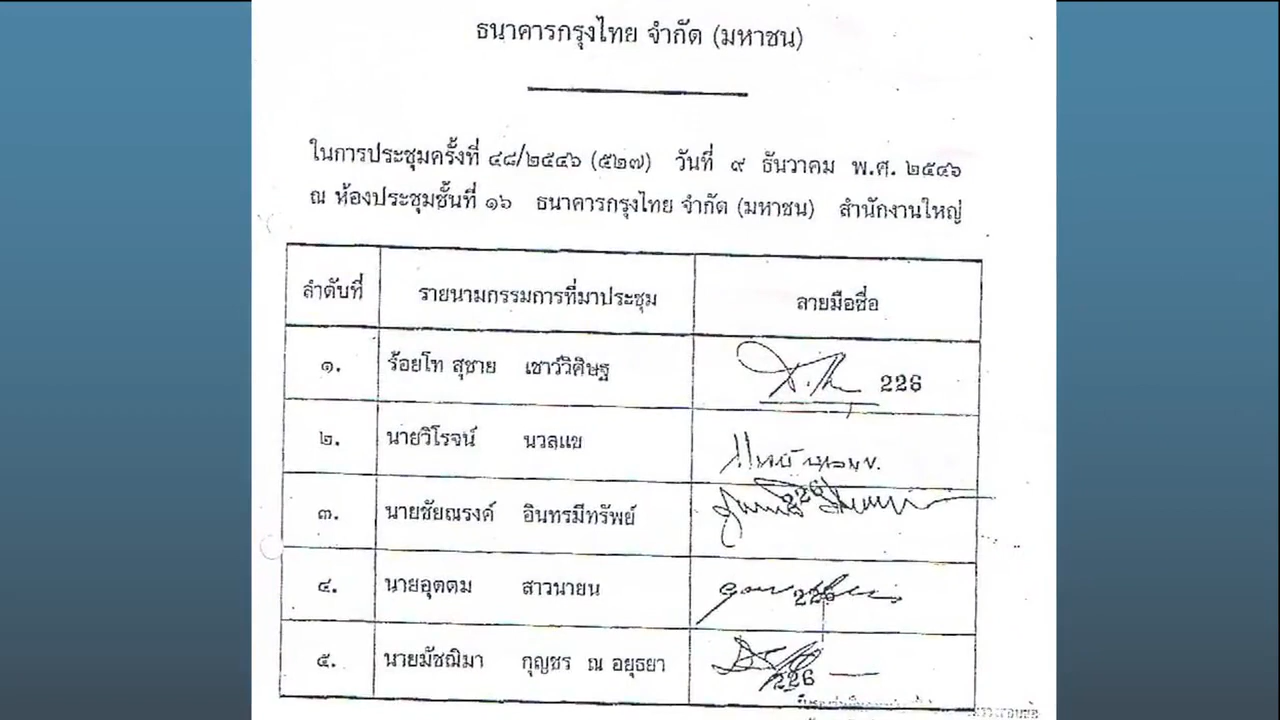 ธนาคารกรุงไทย จำกัด (มหาชน)
ในการประชุมครั้งที่ ๔๘/๒๕๔๖ (๕๒๗) วันที่ ๙ ธันวาคม พ.ศ. ๒๕๔๖
ณ ห้องประชุมชั้นที่ ๑๖ ธนาคารกรุงไทย จำกัด (มหาชน) สำนักงานใหญ่
ลำดับที่ รายนามกรรมการที่มาประชุม ลายมือชื่อ
๑. ร้อยโท สุชาย เชาว์วิศิษฐ 226
๒. นายวิโรจน์ นวลแข
๓. นายชัยณรงค์ อินทรมีทรัพย์ 226
๔. นายอุตตม สาวนายน 226
๕. นายมัชฌิมา กุญชร ณ อยุธยา 226